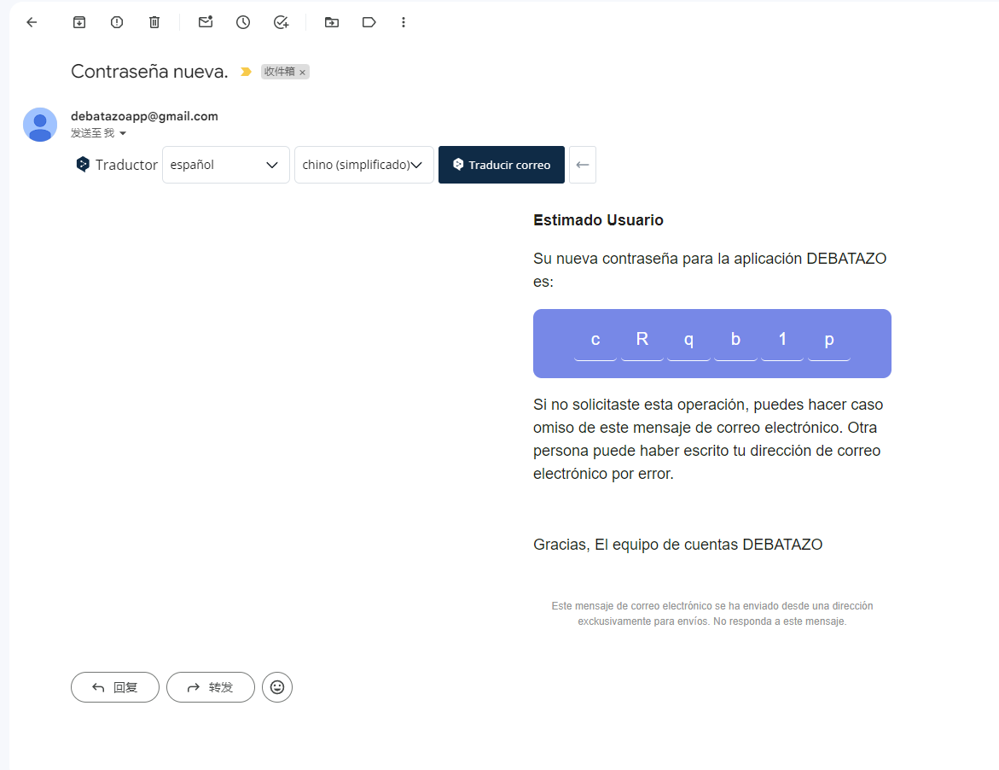 Contraseña nueva. 收件箱 ×
debatazoapp@gmail.com
发送至 我
Traductor español chino (simplificado) Traducir correo
Estimado Usuario
Su nueva contraseña para la aplicación DEBATAZO
es:
c R q b 1 p
Si no solicitaste esta operación, puedes hacer caso
omiso de este mensaje de correo electrónico. Otra
persona puede haber escrito tu dirección de correo
electrónico por error.
Gracias, El equipo de cuentas DEBATAZO
Este mensaje de correo electrónico se ha enviado desde una dirección
exckusivamente para envíos. No responda a este mensaje.
回复 转发